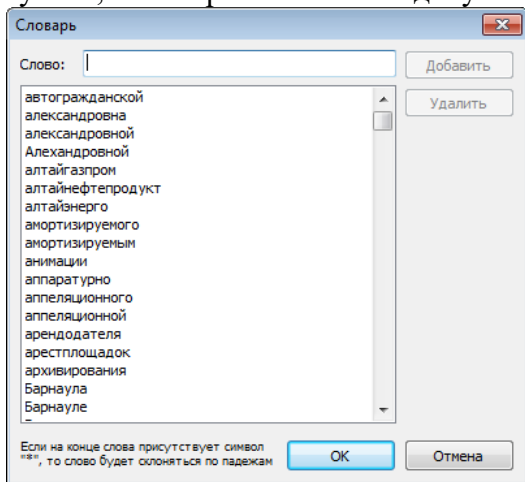 Словарь
Слово:
Добавить
Удалить
автогражданской
александровна
александровной
Алехандровной
алтайгазпром
алтайнефтепродукт
алтайэнерго
амортизируемого
амортизируемым
анимации
аппаратурно
аппеляционного
аппеляционной
арендодателя
арестплощадок
архивирования
Барнаула
Барнауле
Если на конце слова присутствует символ
"*", то слово будет склоняться по падежам
OK
Отмена